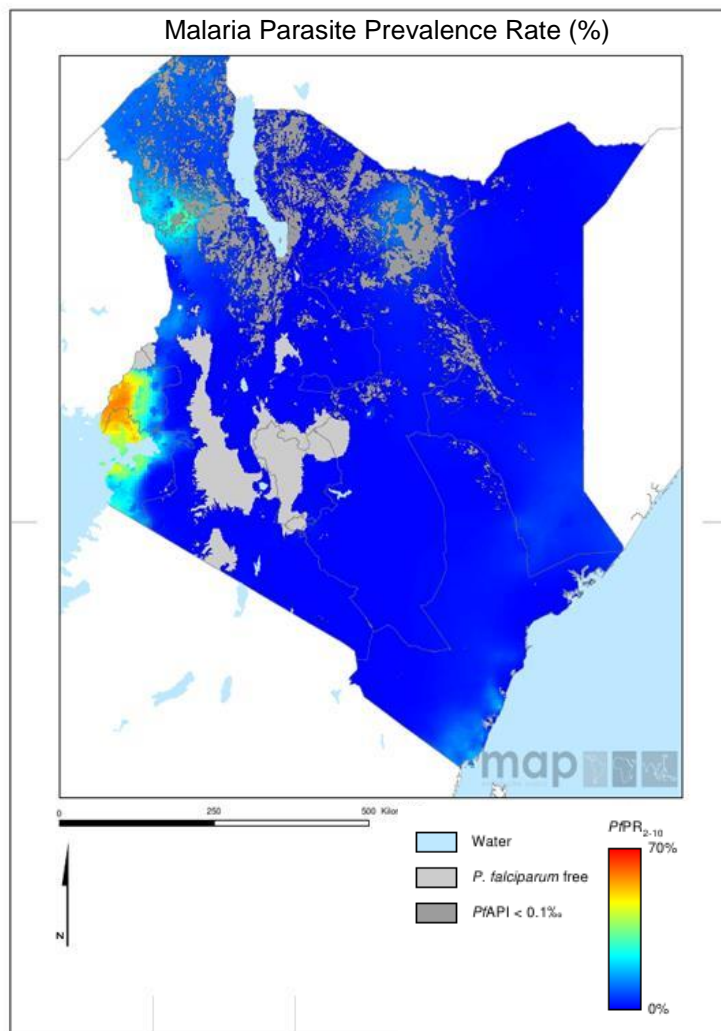 Malaria Parasite Prevalence Rate (%)
map
0 250 500 Kilor
N
Water
P. falciparum free
PfAPI < 0.1‰
PfPR2-10
70%
0%